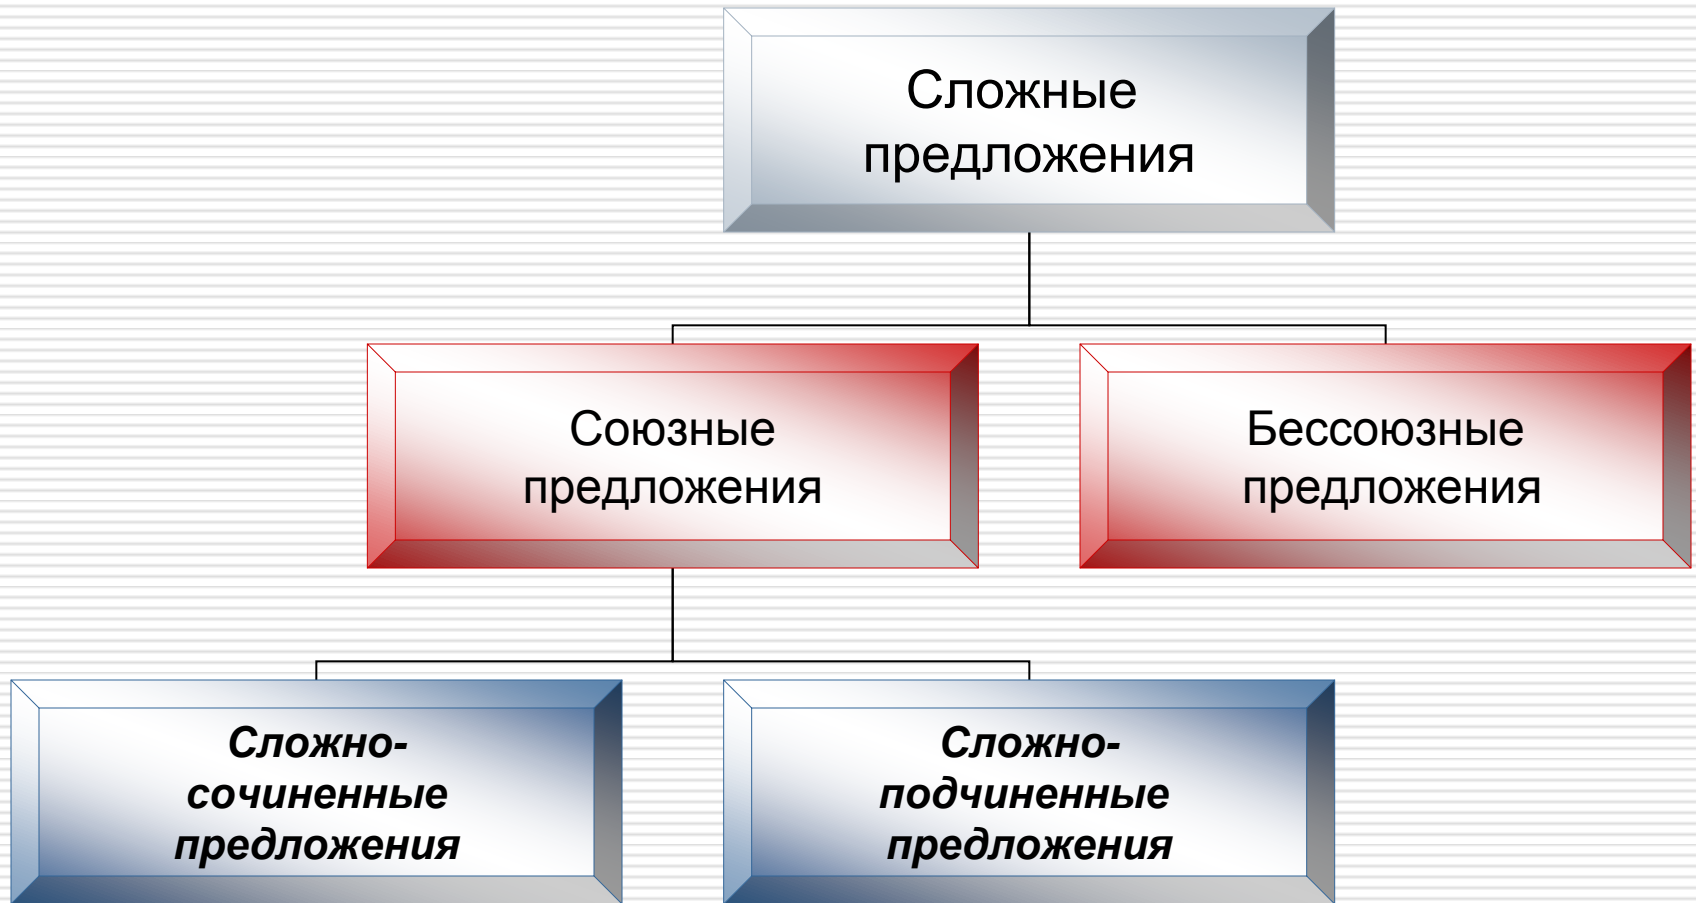 Сложные
предложения
Союзные
предложения
Бессоюзные
предложения
Сложно-
сочиненные
предложения
Сложно-
подчиненные
предложения